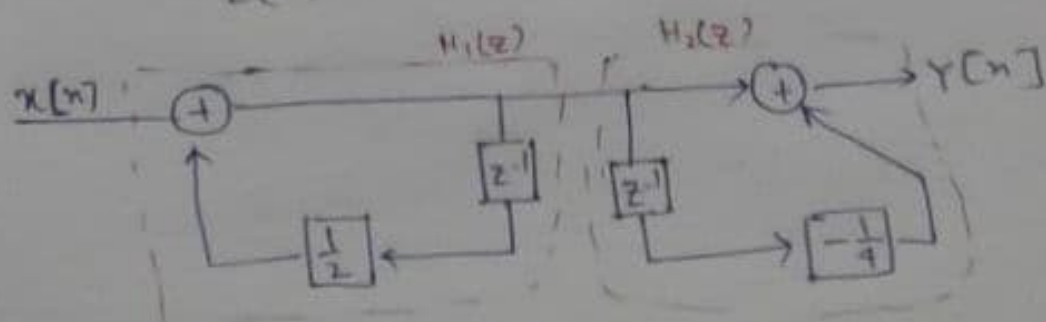 H₁(z) H₂(z)
x[n] + + Y[n]
z⁻¹ z⁻¹
1/2 -1/4